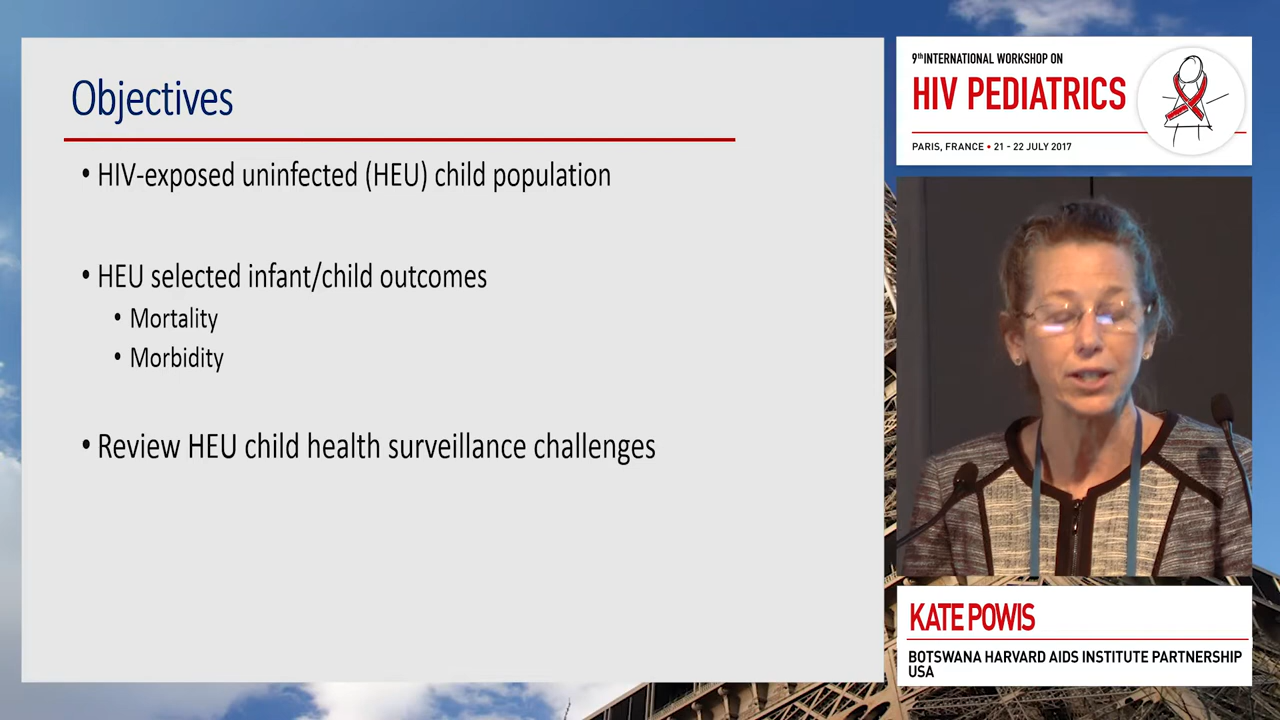 Objectives
• HIV-exposed uninfected (HEU) child population
• HEU selected infant/child outcomes
• Mortality
• Morbidity
• Review HEU child health surveillance challenges
9th INTERNATIONAL WORKSHOP ON
HIV PEDIATRICS
PARIS, FRANCE • 21 - 22 JULY 2017
KATE POWIS
BOTSWANA HARVARD AIDS INSTITUTE PARTNERSHIP
USA